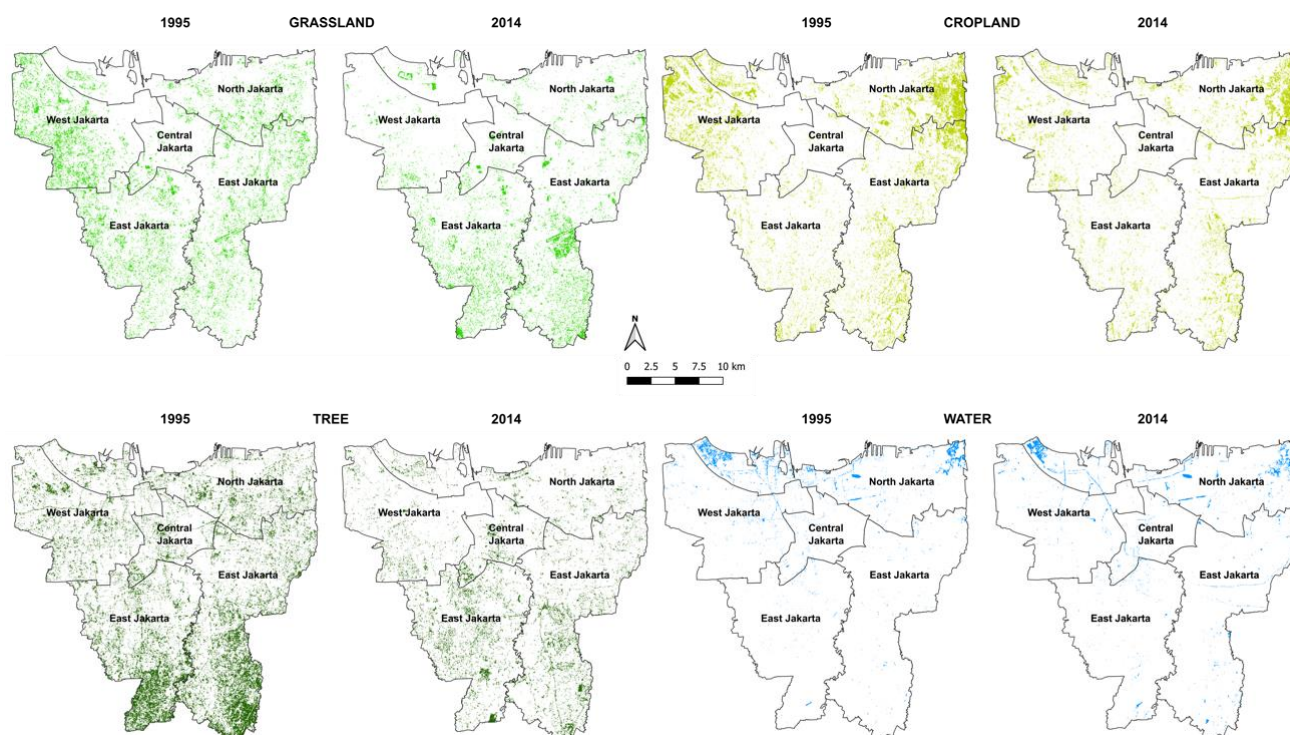 1995 GRASSLAND 2014 1995 CROPLAND 2014
North Jakarta North Jakarta North Jakarta North Jakarta
West Jakarta West Jakarta West Jakarta West Jakarta
Central Central Central Central
Jakarta Jakarta Jakarta Jakarta
East Jakarta East Jakarta East Jakarta East Jakarta
East Jakarta East Jakarta East Jakarta East Jakarta
N
0 2.5 5 7.5 10 km
1995 TREE 2014 1995 WATER 2014
North Jakarta North Jakarta North Jakarta North Jakarta
West Jakarta West Jakarta West Jakarta West Jakarta
Central Central Central Central
Jakarta Jakarta Jakarta Jakarta
East Jakarta East Jakarta East Jakarta East Jakarta
East Jakarta East Jakarta East Jakarta East Jakarta